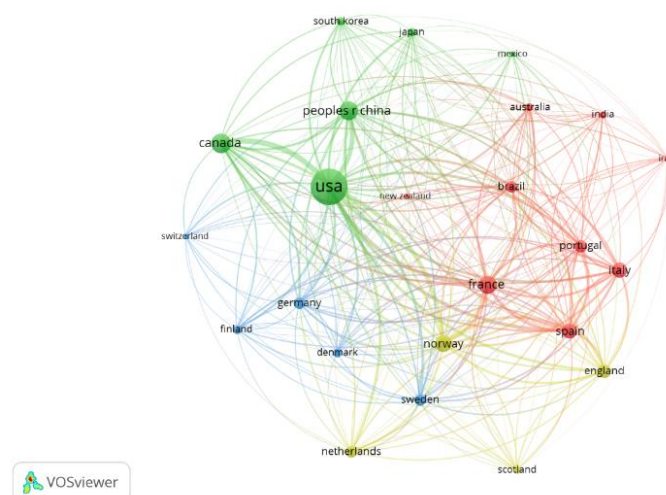 south korea
japan
mexico
peoples r china
australia
india
canada
usa
brazil
new zealand
switzerland
portugal
italy
france
germany
finland
spain
norway
denmark
england
sweden
netherlands
scotland
VOSviewer